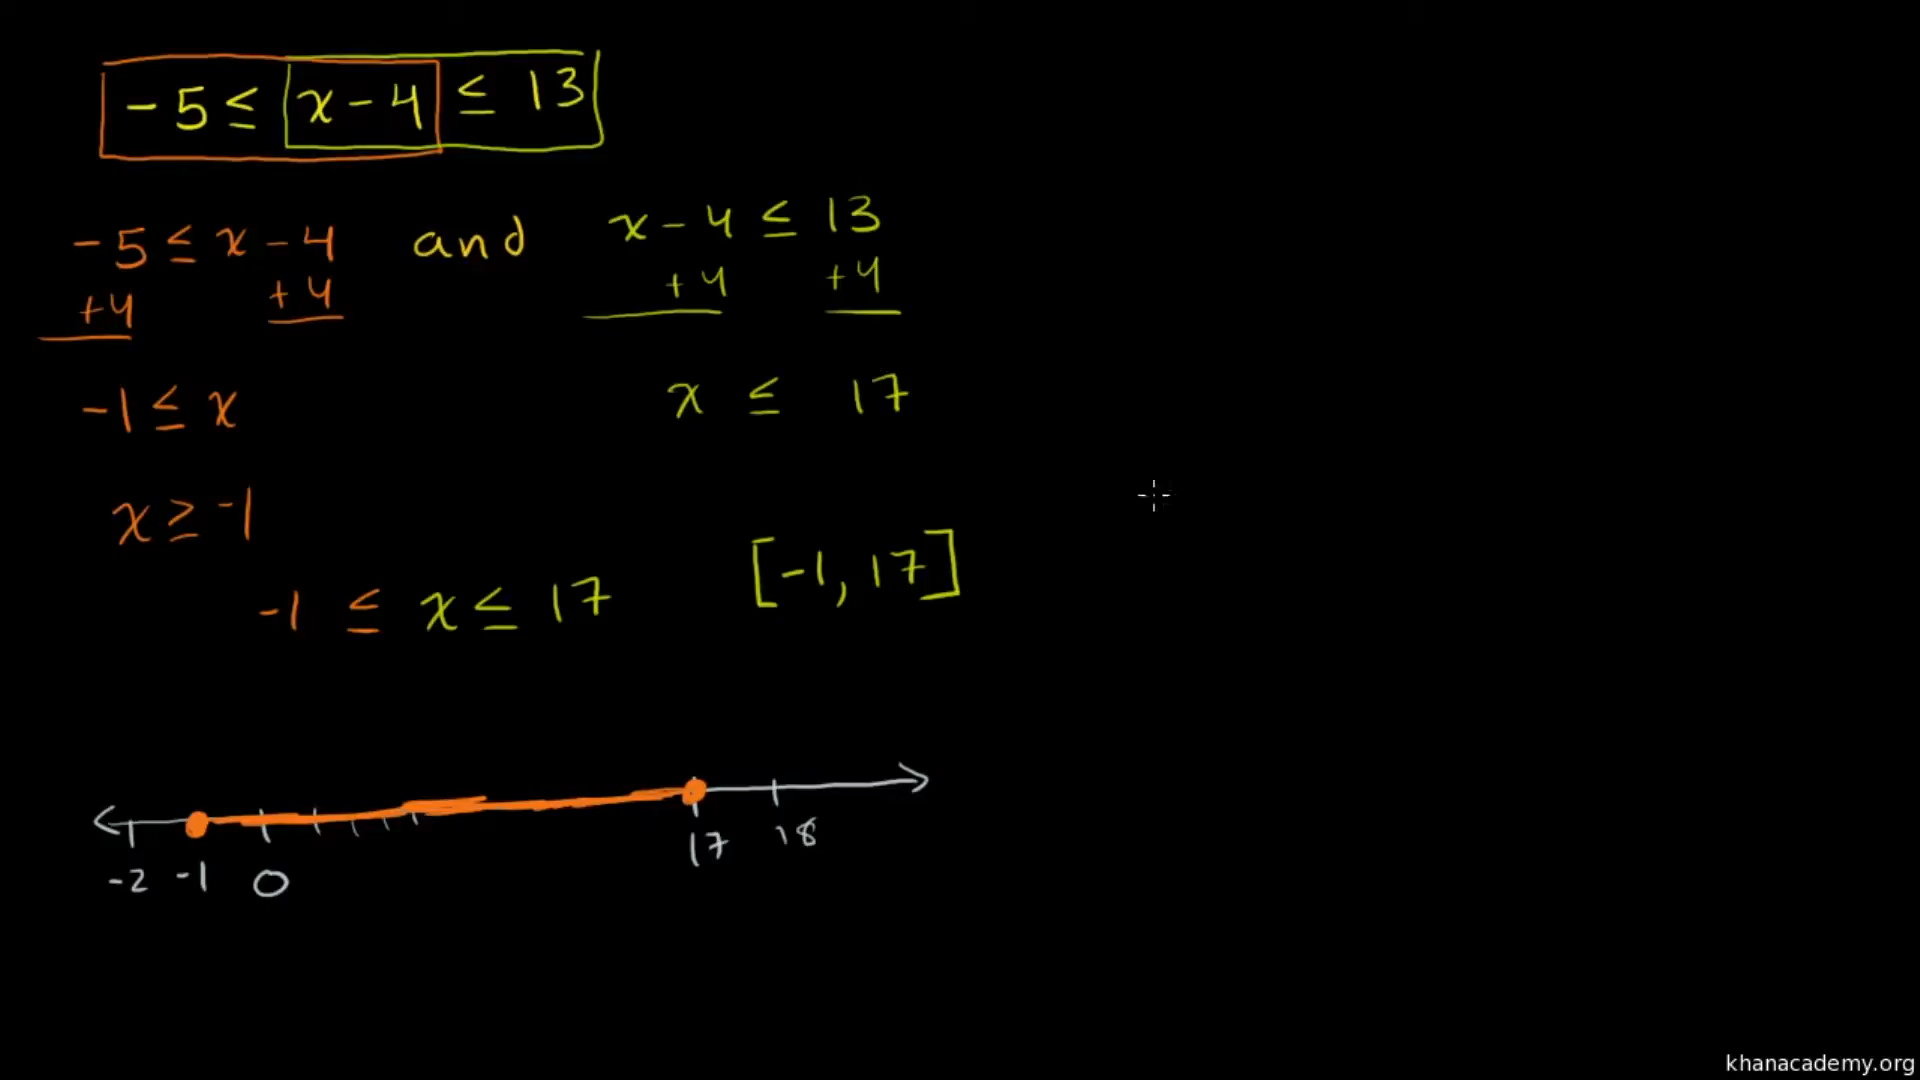 -5 ≤ x - 4 ≤ 13
-5 ≤ x - 4 and x - 4 ≤ 13
+4 +4 +4 +4
-1 ≤ x x ≤ 17
x ≥ -1
-1 ≤ x ≤ 17 [-1, 17]
-2 -1 0 17 18
khanacademy.org